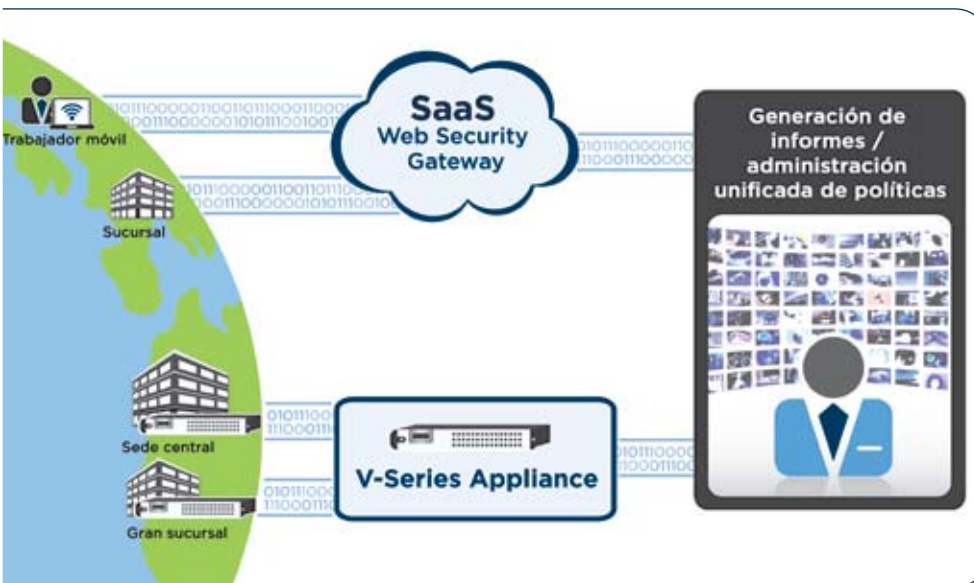 Trabajador móvil
Sucursal
Sede central
Gran sucursal
SaaS
Web Security
Gateway
V-Series Appliance
Generación de
informes /
administración
unificada de políticas